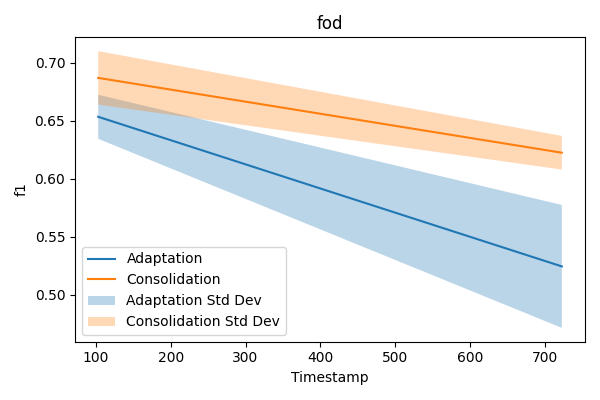 fod
0.70
0.65
0.60
0.55
0.50
f1
Adaptation
Consolidation
Adaptation Std Dev
Consolidation Std Dev
100 200 300 400 500 600 700
Timestamp